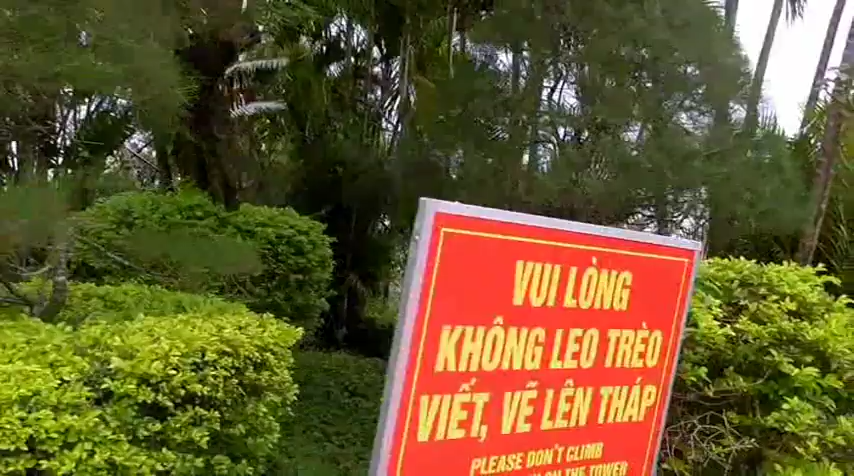 VUI LÒNG
KHÔNG LEO TRÈO
VIẾT, VẼ LÊN THÁP
PLEASE DON'T CLIMB
ON THE TOWER